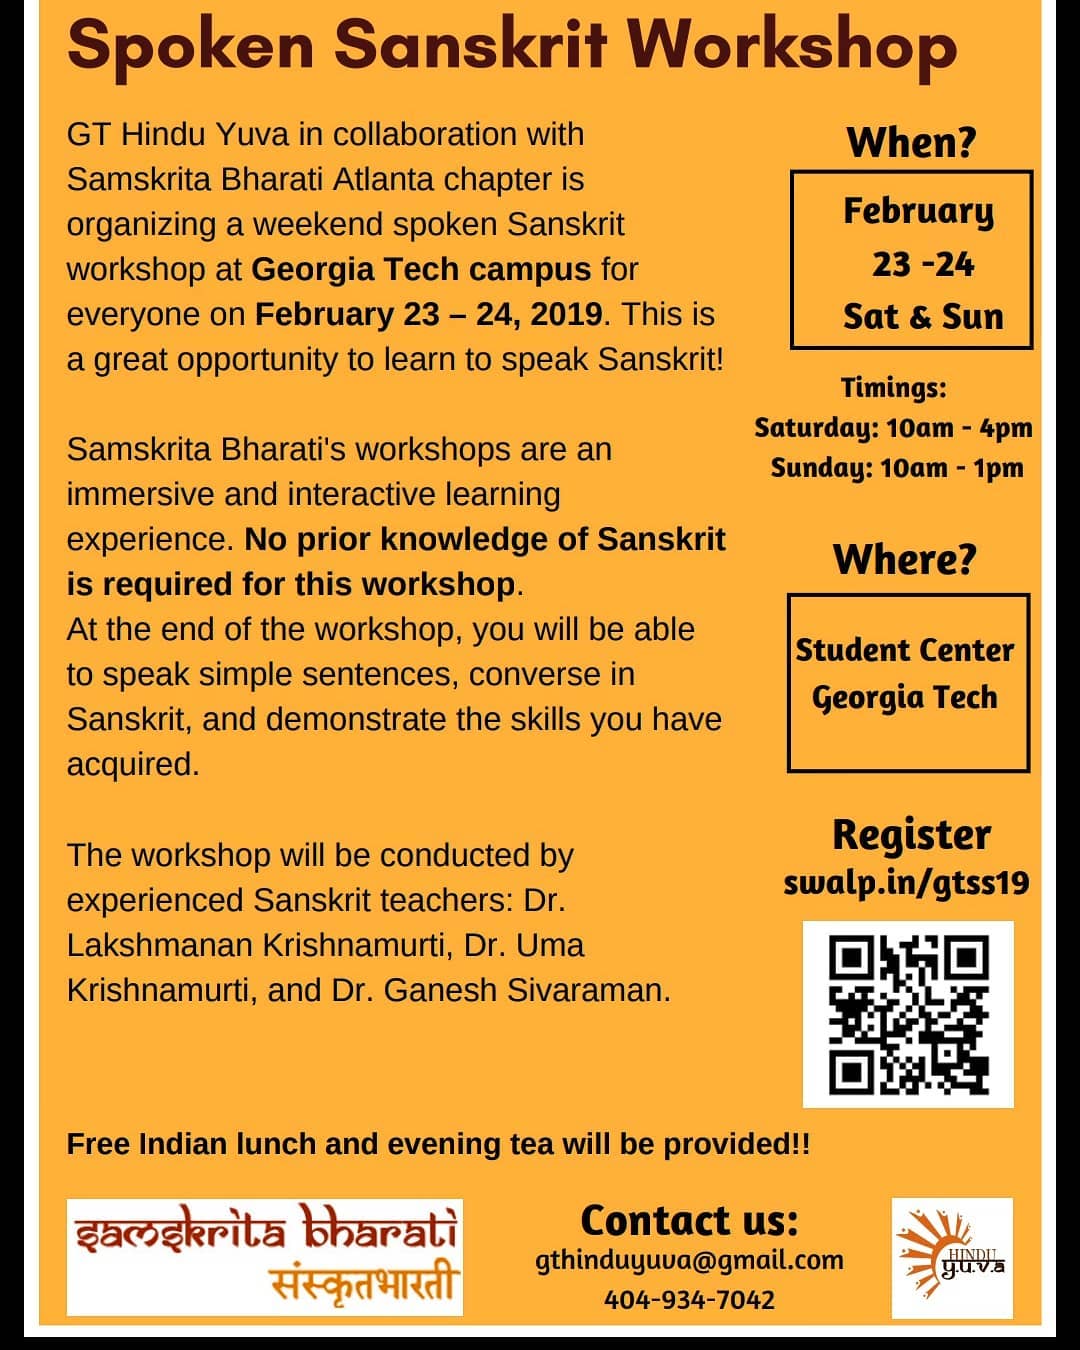 Spoken Sanskrit Workshop
GT Hindu Yuva in collaboration with
Samskrita Bharati Atlanta chapter is
organizing a weekend spoken Sanskrit
workshop at Georgia Tech campus for
everyone on February 23 – 24, 2019. This is
a great opportunity to learn to speak Sanskrit!
Samskrita Bharati's workshops are an
immersive and interactive learning
experience. No prior knowledge of Sanskrit
is required for this workshop.
At the end of the workshop, you will be able
to speak simple sentences, converse in
Sanskrit, and demonstrate the skills you have
acquired.
The workshop will be conducted by
experienced Sanskrit teachers: Dr.
Lakshmanan Krishnamurti, Dr. Uma
Krishnamurti, and Dr. Ganesh Sivaraman.
When?
February
23 -24
Sat & Sun
Timings:
Saturday: 10am - 4pm
Sunday: 10am - 1pm
Where?
Student Center
Georgia Tech
Register
swalp.in/gtss19
Free Indian lunch and evening tea will be provided!!
samskrita bharati
संस्कृतभारती
Contact us:
gthinduyuva@gmail.com
404-934-7042
HINDU
y.u.v.a